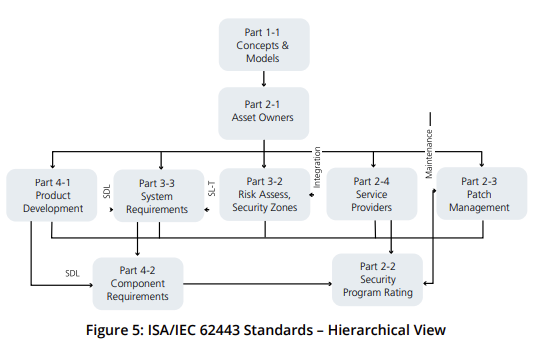 Part 1-1
Concepts &
Models
Part 2-1
Asset Owners
Part 4-1
Product
Development
SDL
Part 3-3
System
Requirements
SL-T
Part 3-2
Risk Assess,
Security Zones
Integration
Part 2-4
Service
Providers
Maintenance
Part 2-3
Patch
Management
SDL
Part 4-2
Component
Requirements
Part 2-2
Security
Program Rating
Figure 5: ISA/IEC 62443 Standards – Hierarchical View